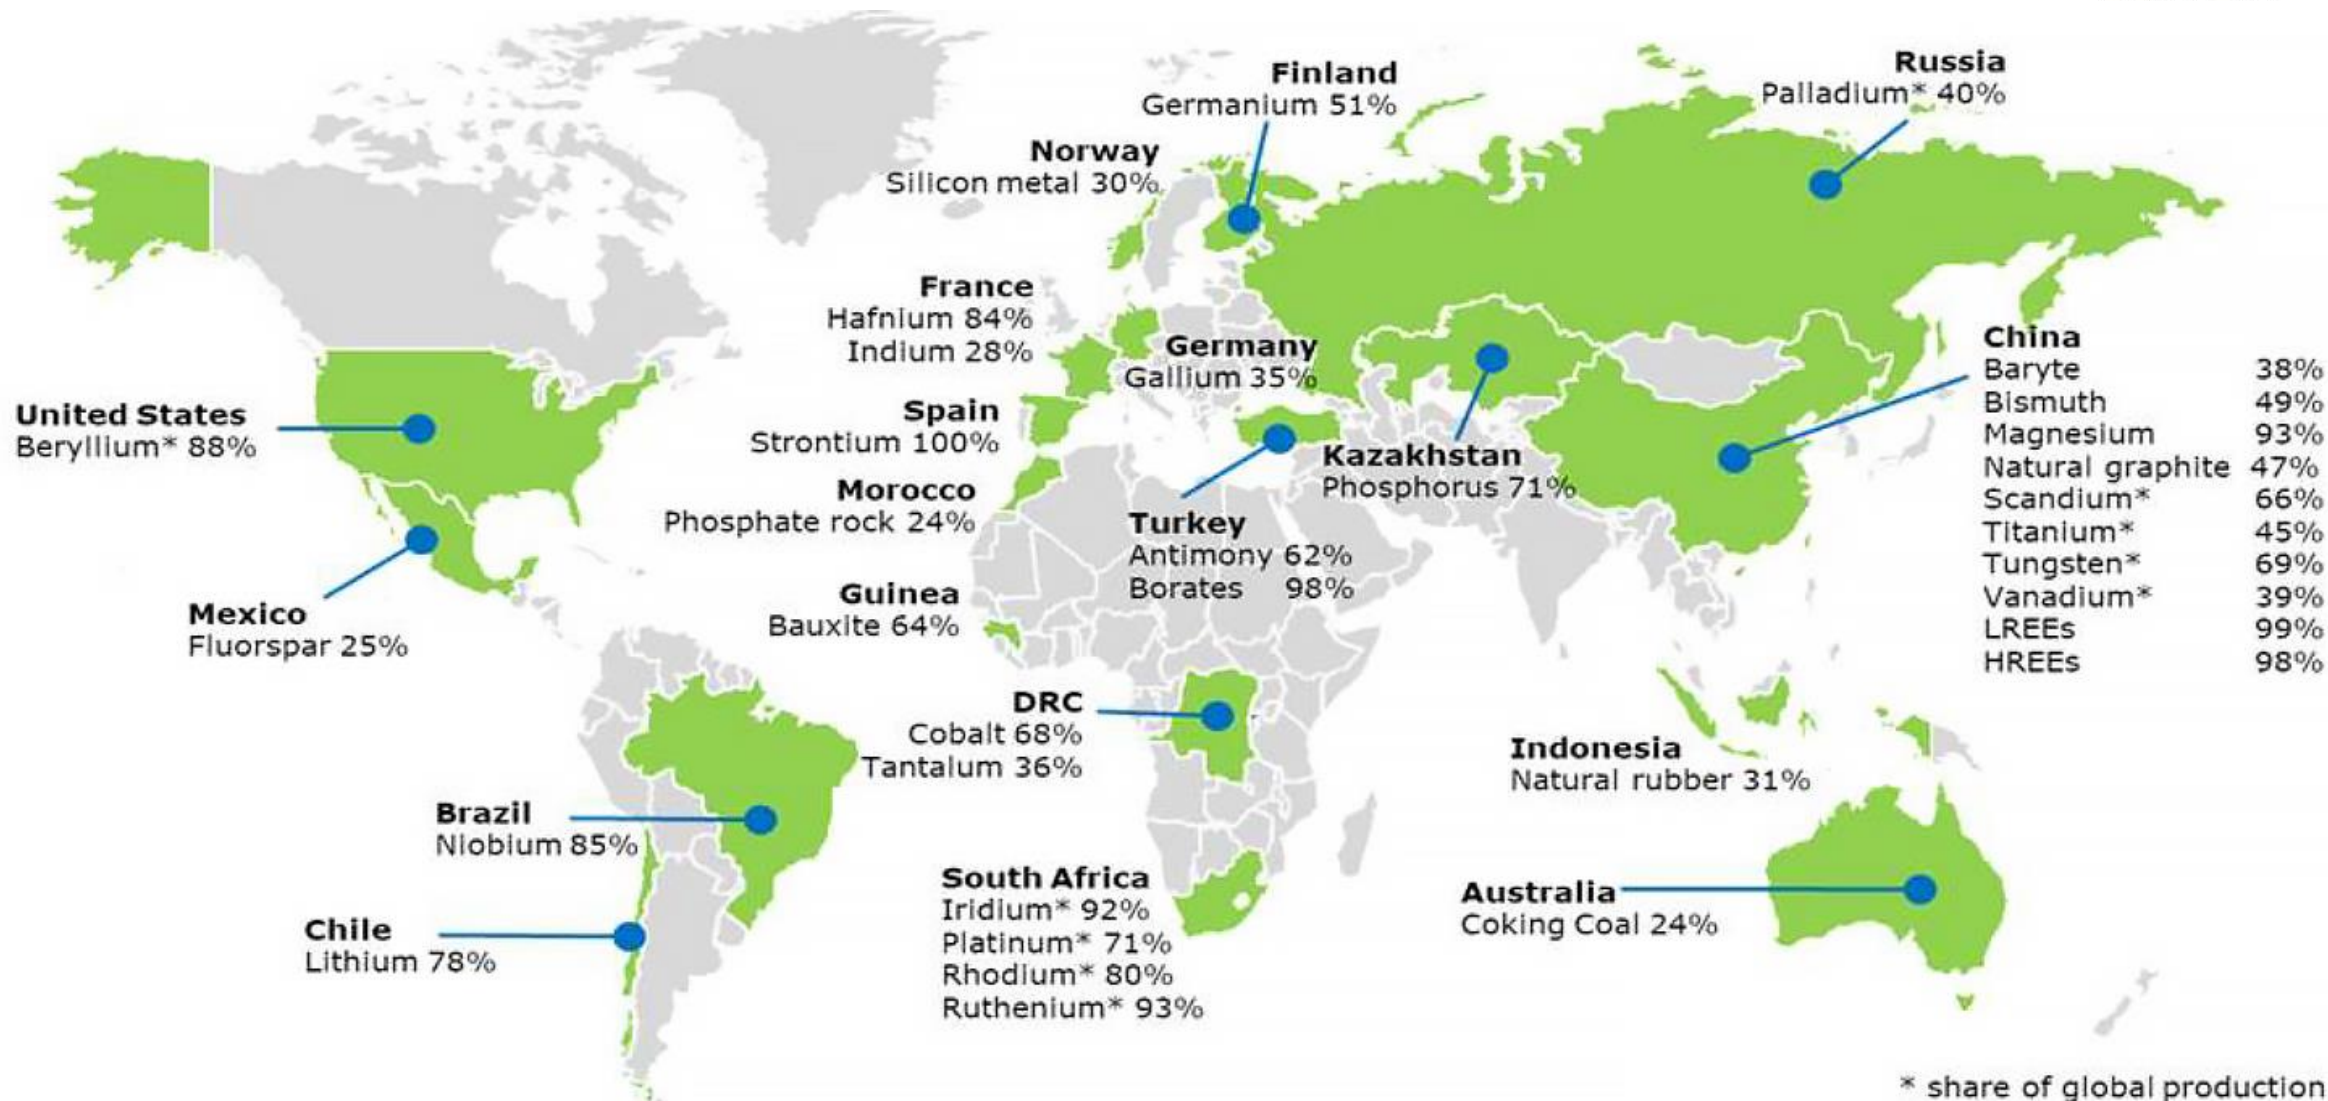 Finland
Germanium 51%
Russia
Palladium* 40%
Norway
Silicon metal 30%
France
Hafnium 84%
Indium 28%
Germany
Gallium 35%
China
Baryte 38%
Bismuth 49%
Magnesium 93%
Natural graphite 47%
Scandium* 66%
Titanium* 45%
Tungsten* 69%
Vanadium* 39%
LREEs 99%
HREEs 98%
United States
Beryllium* 88%
Spain
Strontium 100%
Kazakhstan
Phosphorus 71%
Morocco
Phosphate rock 24%
Turkey
Antimony 62%
Borates 98%
Mexico
Fluorspar 25%
Guinea
Bauxite 64%
DRC
Cobalt 68%
Tantalum 36%
Indonesia
Natural rubber 31%
Brazil
Niobium 85%
South Africa
Iridium* 92%
Platinum* 71%
Rhodium* 80%
Ruthenium* 93%
Australia
Coking Coal 24%
Chile
Lithium 78%
* share of global production